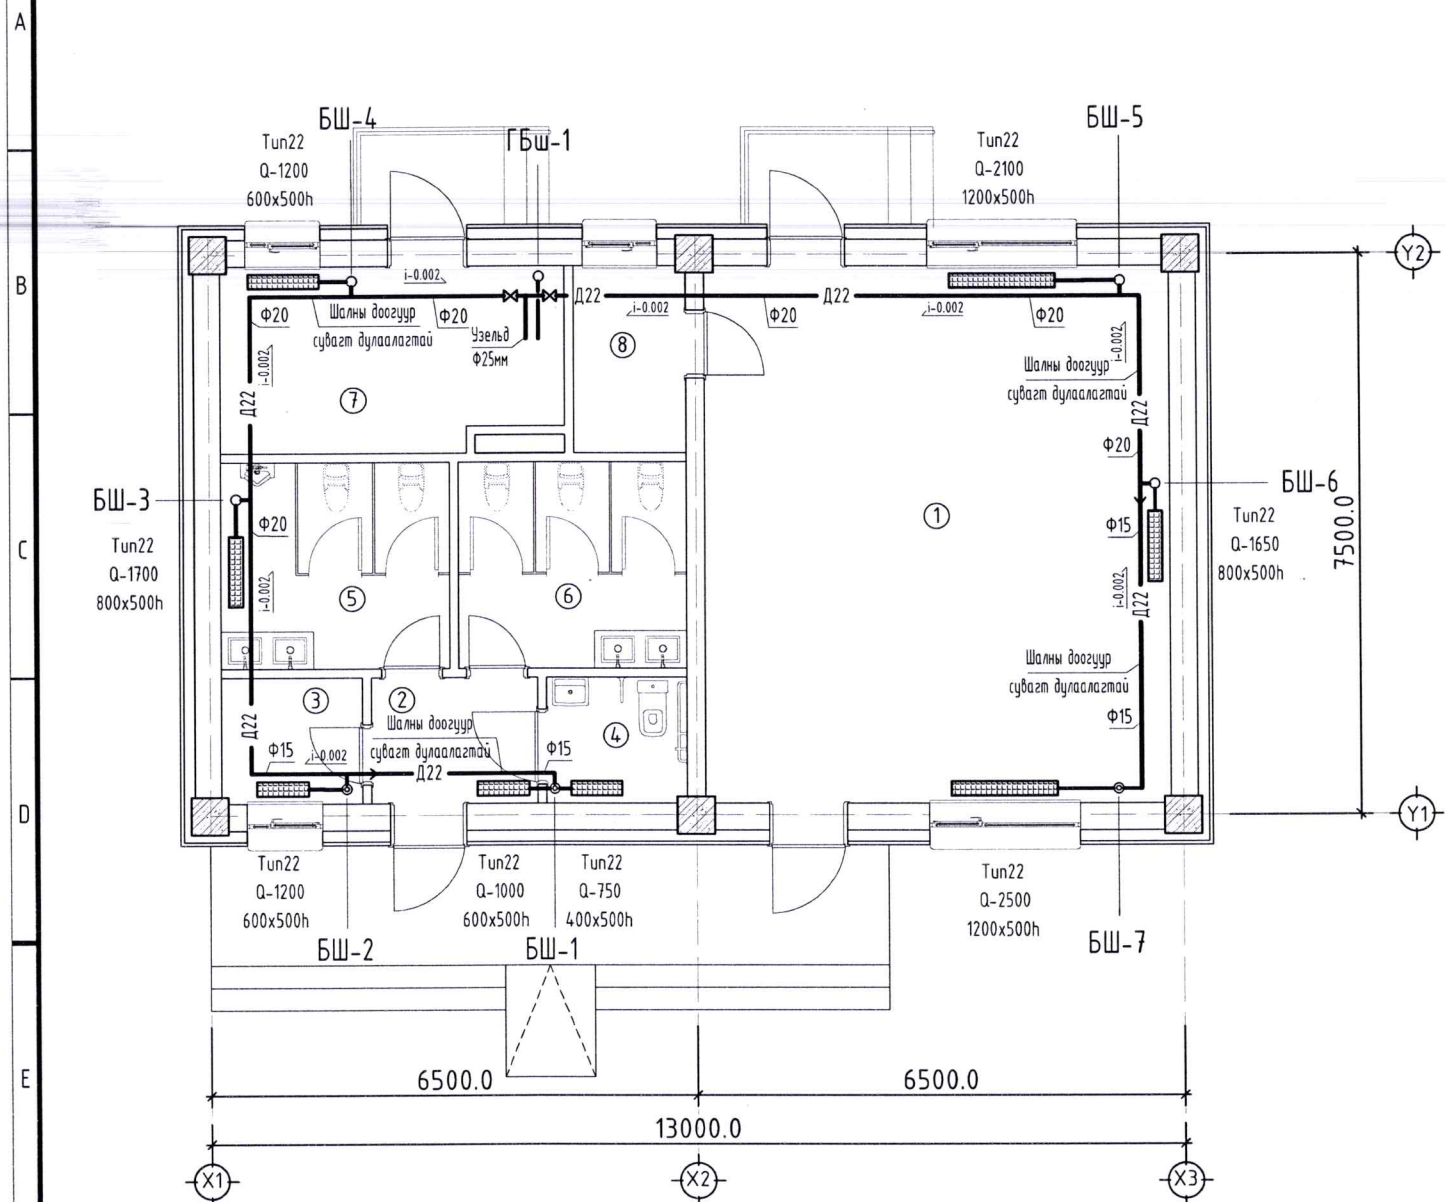 A
B
C
D
E
БШ-4
Тип22
Q-1200
600x500h
ГБш-1
БШ-5
Тип22
Q-2100
1200x500h
Y2
i-0.002
Ф20
Шалны доогуур
сувагт дулаалагтай
Ф20
Узельд
Ф25мм
Д22
i-0.002
Ф20
Д22
i-0.002
Ф20
i-0.002
Д22
7
8
i-0.002
Шалны доогуур
сувагт дулаалагтай
Д22
Ф20
БШ-3
Тип22
Q-1700
800x500h
Ф20
i-0.002
5
6
1
Ф15
i-0.002
Д22
БШ-6
Тип22
Q-1650
800x500h
7500.0
3
2
4
Д22
Шалны доогуур
сувагт дулаалагтай
Ф15
i-0.002
Д22
Ф15
Шалны доогуур
сувагт дулаалагтай
Ф15
Y1
Тип22
Q-1200
600x500h
БШ-2
Тип22
Q-1000
600x500h
Тип22
Q-750
400x500h
БШ-1
Тип22
Q-2500
1200x500h
БШ-7
6500.0
6500.0
13000.0
X1
X2
X3